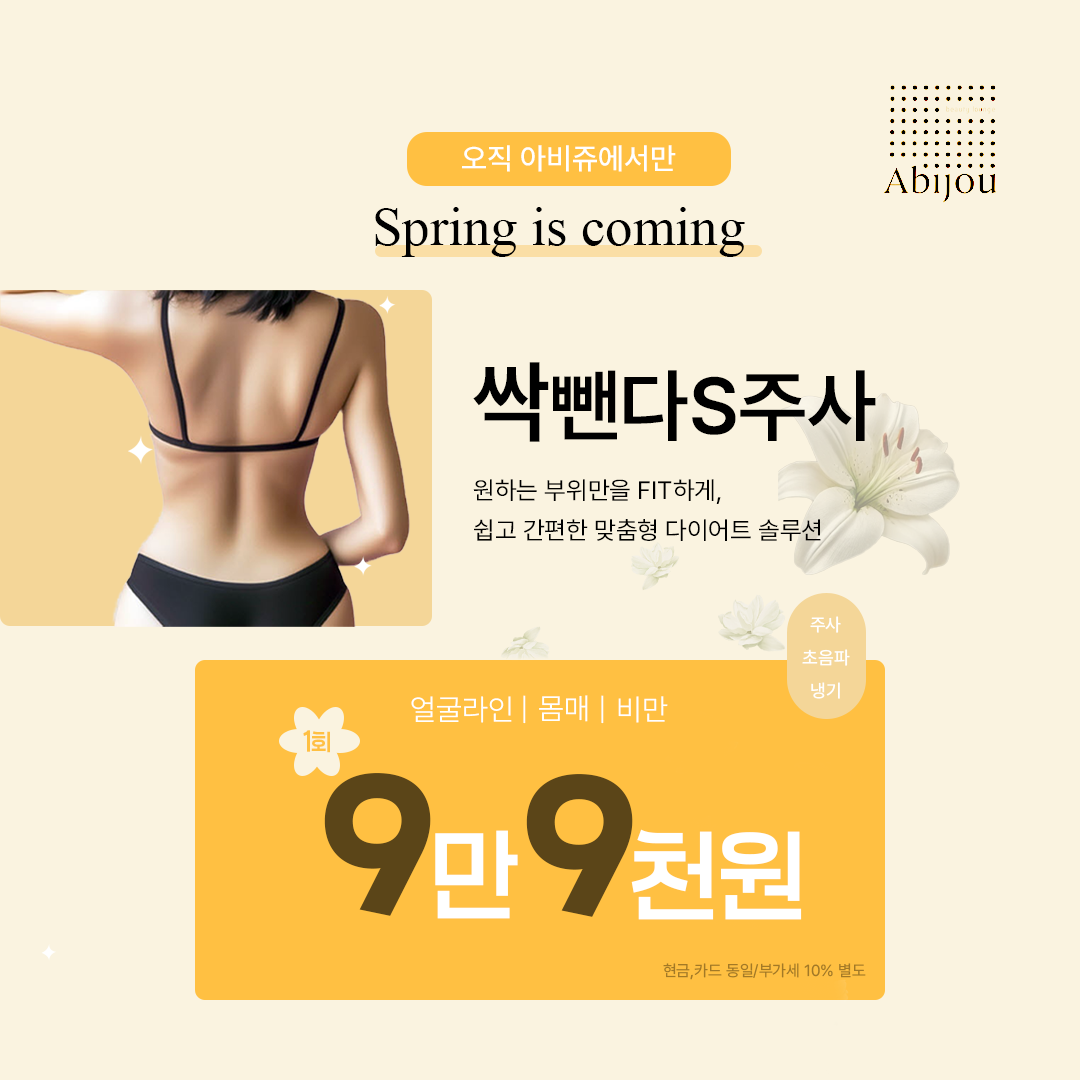 Abijou
오직 아비쥬에서만
Spring is coming
싹뺀다S주사
원하는 부위만을 FIT하게,
쉽고 간편한 맞춤형 다이어트 솔루션
주사
초음파
냉기
얼굴라인 | 몸매 | 비만
1회
9만9천원
현금,카드 동일/부가세 10% 별도